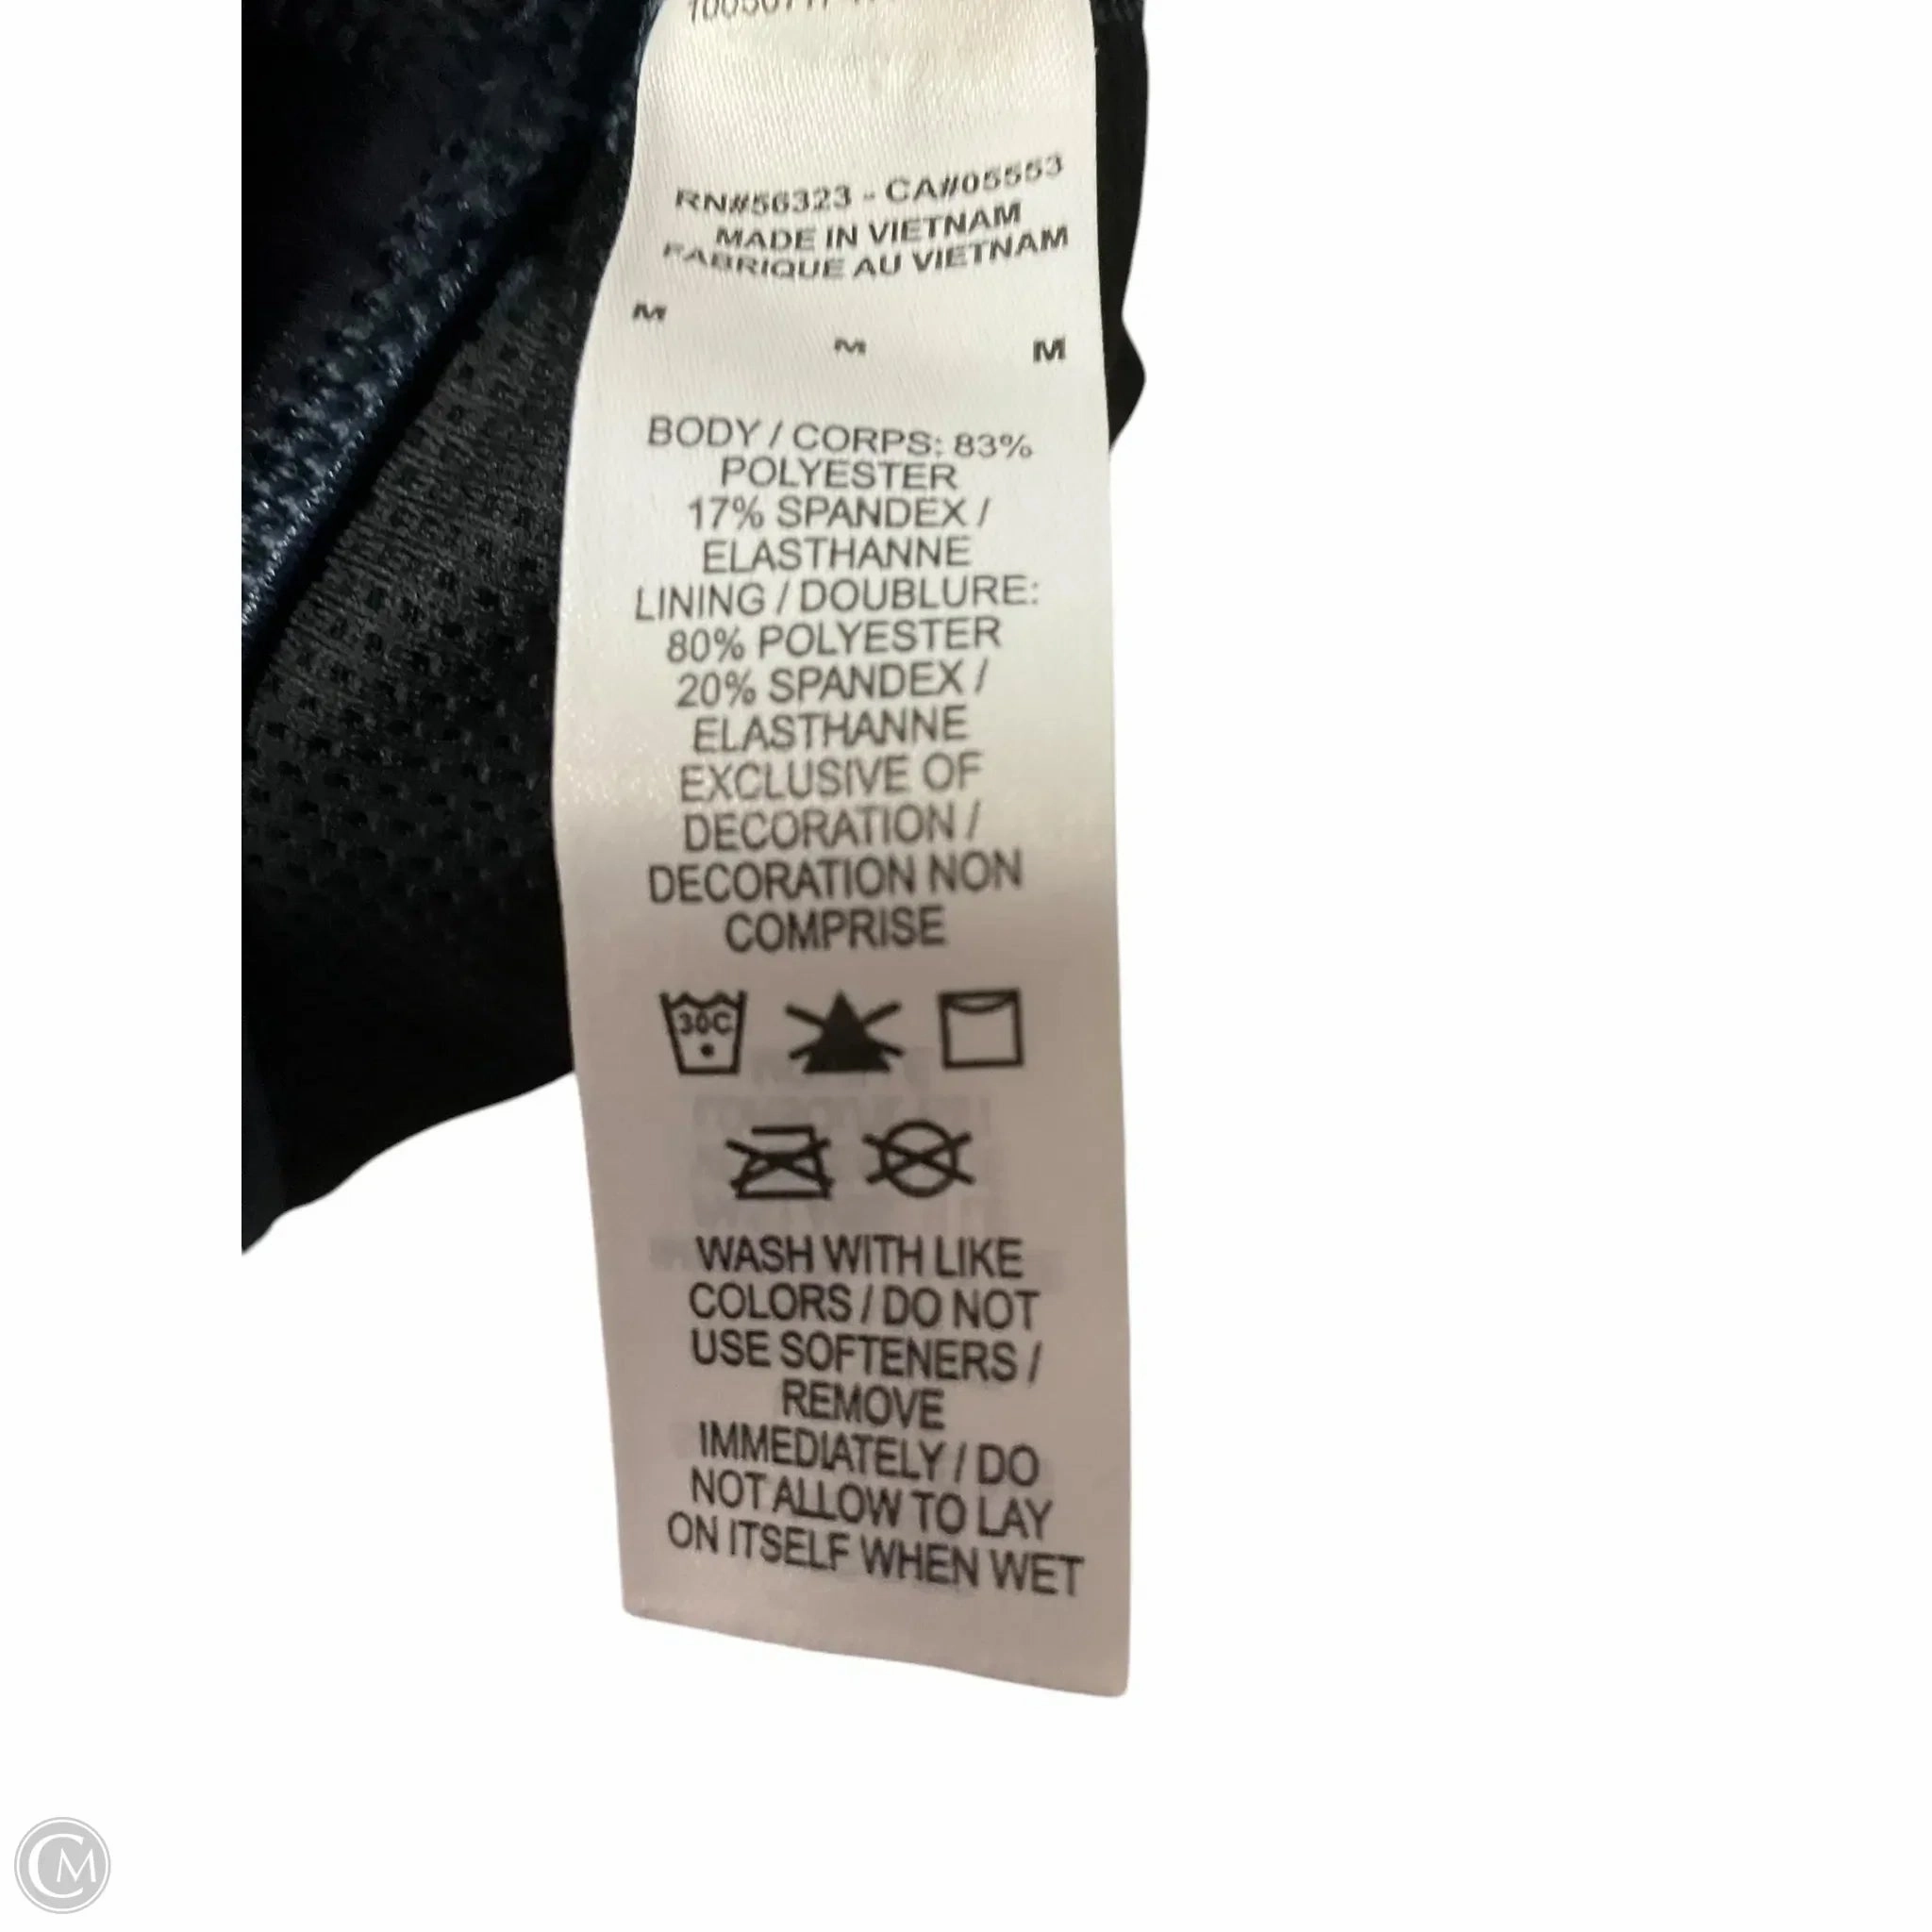 RN#56323 - CA#05553
MADE IN VIETNAM
FABRIQUE AU VIETNAM
M M M
BODY / CORPS: 83%
POLYESTER
17% SPANDEX /
ELASTHANNE
LINING / DOUBLURE:
80% POLYESTER
20% SPANDEX /
ELASTHANNE
EXCLUSIVE OF
DECORATION /
DECORATION NON
COMPRISE
30C
WASH WITH LIKE
COLORS / DO NOT
USE SOFTENERS /
REMOVE
IMMEDIATELY / DO
NOT ALLOW TO LAY
ON ITSELF WHEN WET
CM